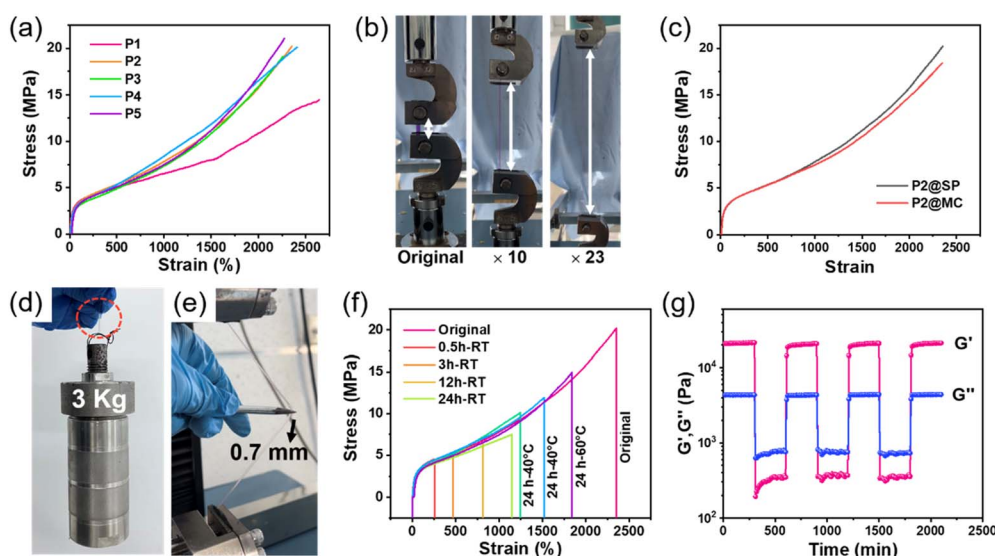 (a)
P1
P2
P3
P4
P5
20
15
10
5
0
Stress (MPa)
0 500 1000 1500 2000 2500
Strain (%)
(b)
Original
× 10
× 23
(c)
20
15
10
5
0
Stress (MPa)
P2@SP
P2@MC
0 500 1000 1500 2000 2500
Strain
(d)
3 Kg
(e)
0.7 mm
(f)
Original
0.5h-RT
3h-RT
12h-RT
24h-RT
20
15
10
5
0
Stress (MPa)
24 h-40°C
24 h-40°C
24 h-60°C
Original
0 500 1000 1500 2000 2500
Strain (%)
(g)
G'
G''
10⁴
10³
10²
G',G'' (Pa)
0 500 1000 1500 2000 2500
Time (min)